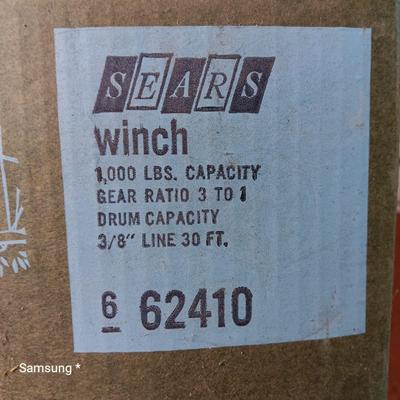 SEARS
winch
1,000 LBS. CAPACITY
GEAR RATIO 3 TO 1
DRUM CAPACITY
3/8" LINE 30 FT.
6 62410
Samsung *